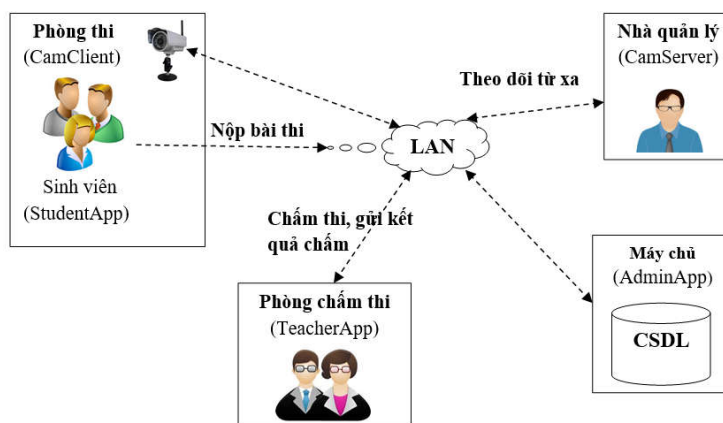 Phòng thi
(CamClient)
Sinh viên
(StudentApp)
Nộp bài thi
LAN
Theo dõi từ xa
Nhà quản lý
(CamServer)
Chấm thi, gửi kết
quả chấm
Phòng chấm thi
(TeacherApp)
Máy chủ
(AdminApp)
CSDL